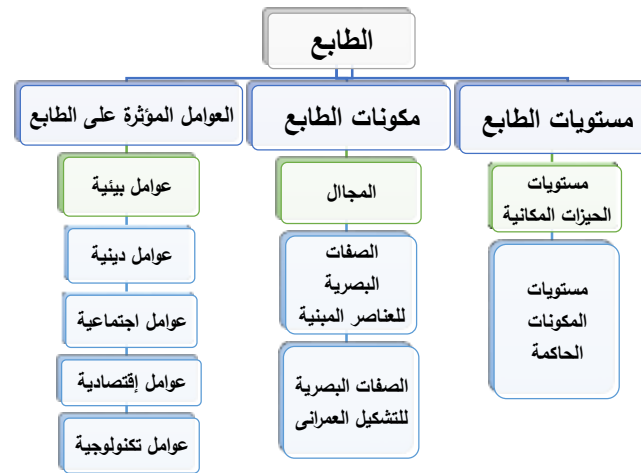 الطابع
مستويات الطابع
مكونات الطابع
العوامل المؤثرة على الطابع
مستويات
الحيزات المكانية
مستويات
المكونات
الحاكمة
المجاال
الصفات
البصرية
للعناصر المبنية
الصفات البصرية
للتشكيل العمرانى
عوامل بيئية
عوامل دينية
عوامل اجتماعية
عوامل إقتصادية
عوامل تكنولوجية